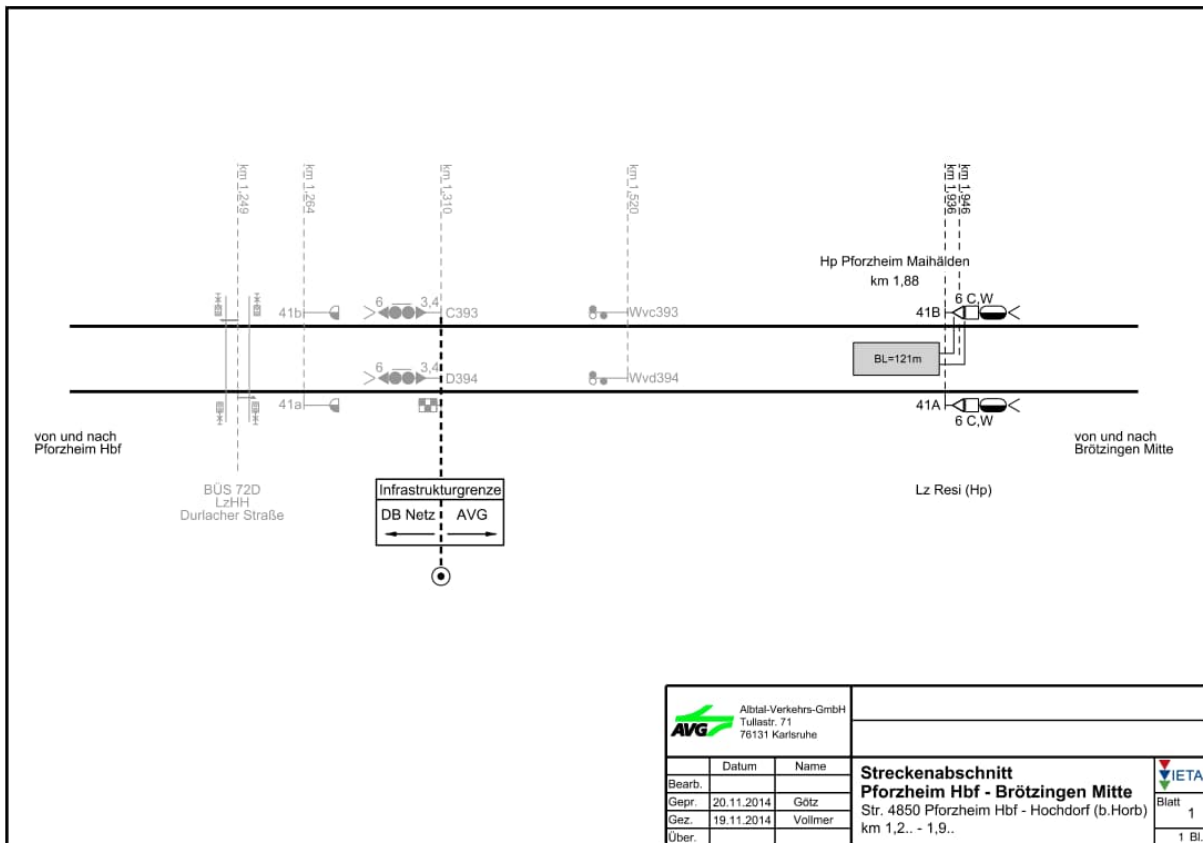 km 1,249
km 1,264
km 1,310
km 1,520
km 1,936
km 1,946
Hp Pforzheim Maihälden
km 1,88
41b
6
3,4
C393
Wvc393
41B
6 C,W
6
3,4
D394
Wvd394
BL=121m
41a
41A
6 C,W
von und nach
Pforzheim Hbf
von und nach
Brötzingen Mitte
BÜS 72D
LzHH
Durlacher Straße
Infrastrukturgrenze
DB Netz
AVG
Lz Resi (Hp)
AVG
Albtal-Verkehrs-GmbH
Tullastr. 71
76131 Karlsruhe
Datum
Name
Bearb.
Gepr.
20.11.2014
Götz
Gez.
19.11.2014
Vollmer
Über.
Streckenabschnitt
Pforzheim Hbf - Brötzingen Mitte
Str. 4850 Pforzheim Hbf - Hochdorf (b.Horb)
km 1,2.. - 1,9..
IETA
Blatt
1
1 Bl.